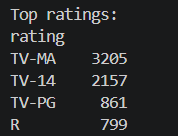 Top ratings:
rating
TV-MA    3205
TV-14    2157
TV-PG     861
R         799